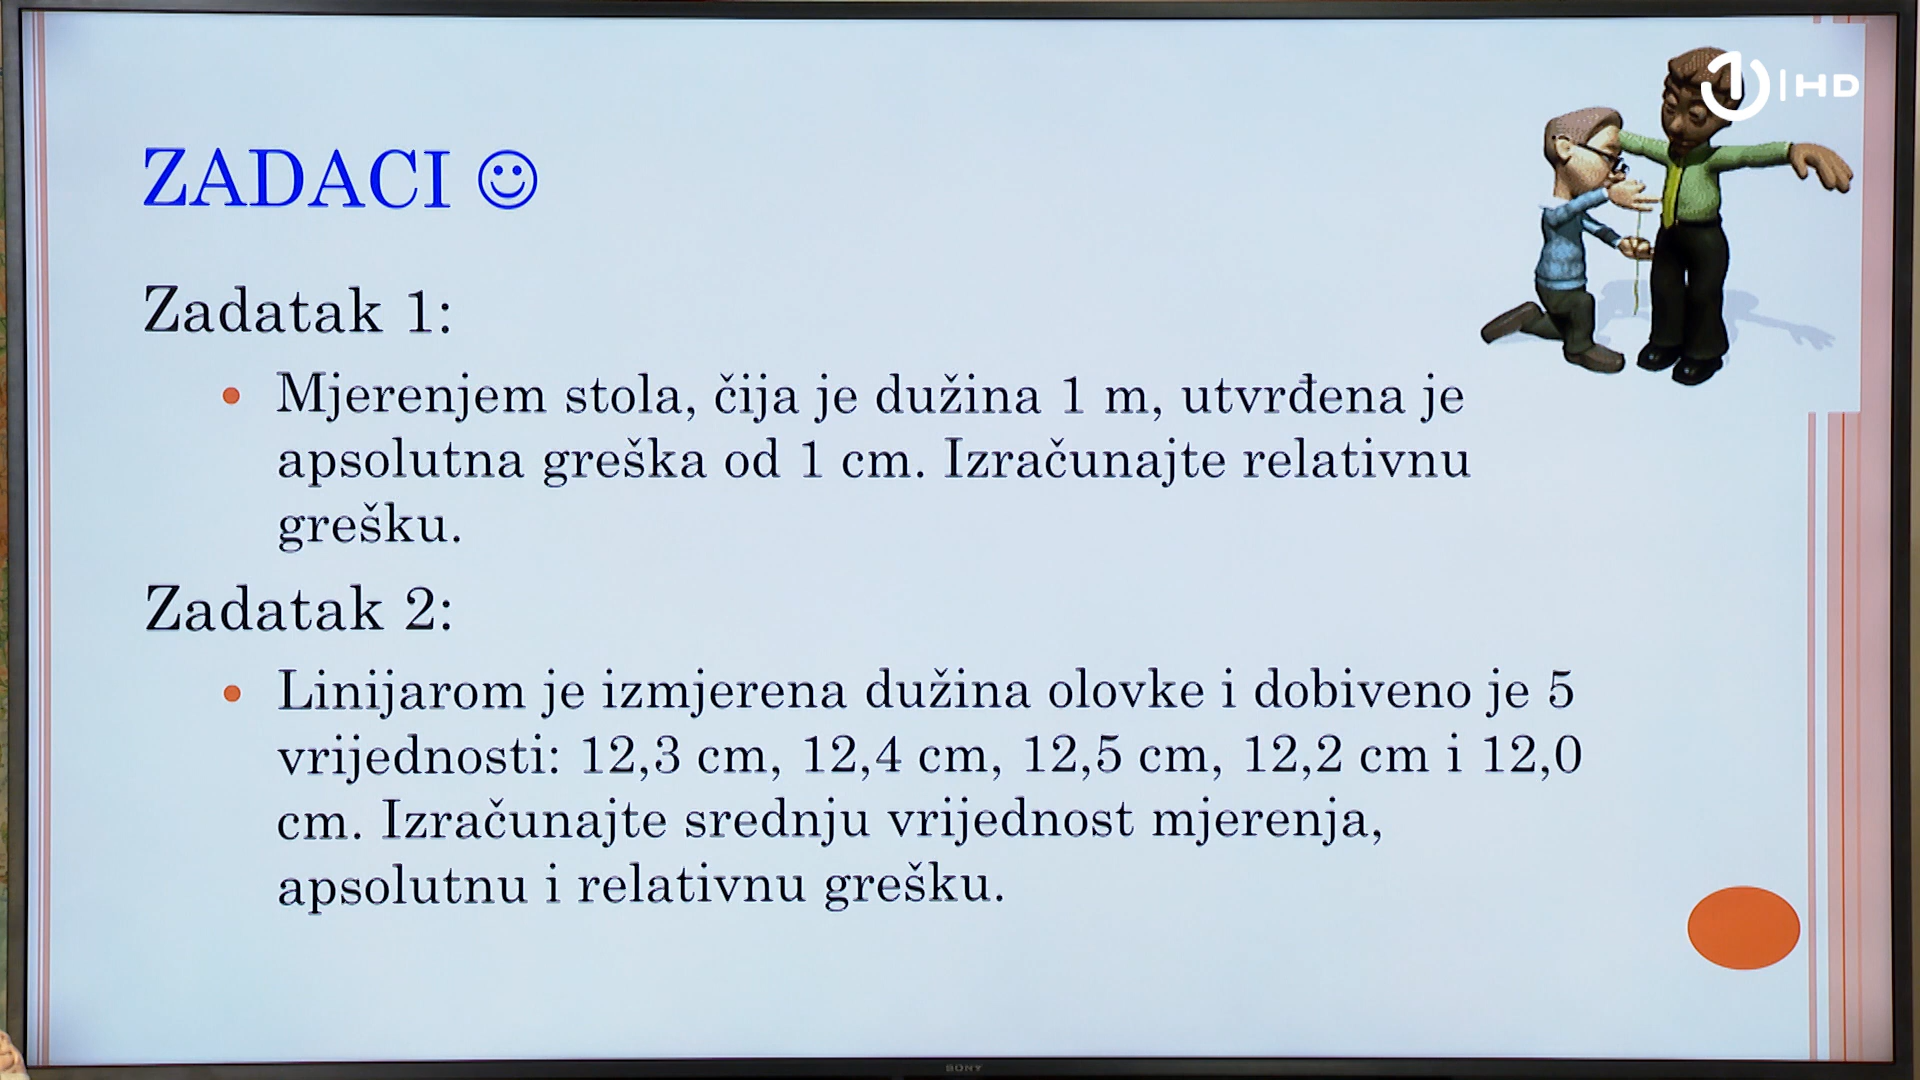 1 HD
ZADACI ☺
Zadatak 1:
• Mjerenjem stola, čija je dužina 1 m, utvrđena je
apsolutna greška od 1 cm. Izračunajte relativnu
grešku.
Zadatak 2:
• Linijarom je izmjerena dužina olovke i dobiveno je 5
vrijednosti: 12,3 cm, 12,4 cm, 12,5 cm, 12,2 cm i 12,0
cm. Izračunajte srednju vrijednost mjerenja,
apsolutnu i relativnu grešku.
SONY